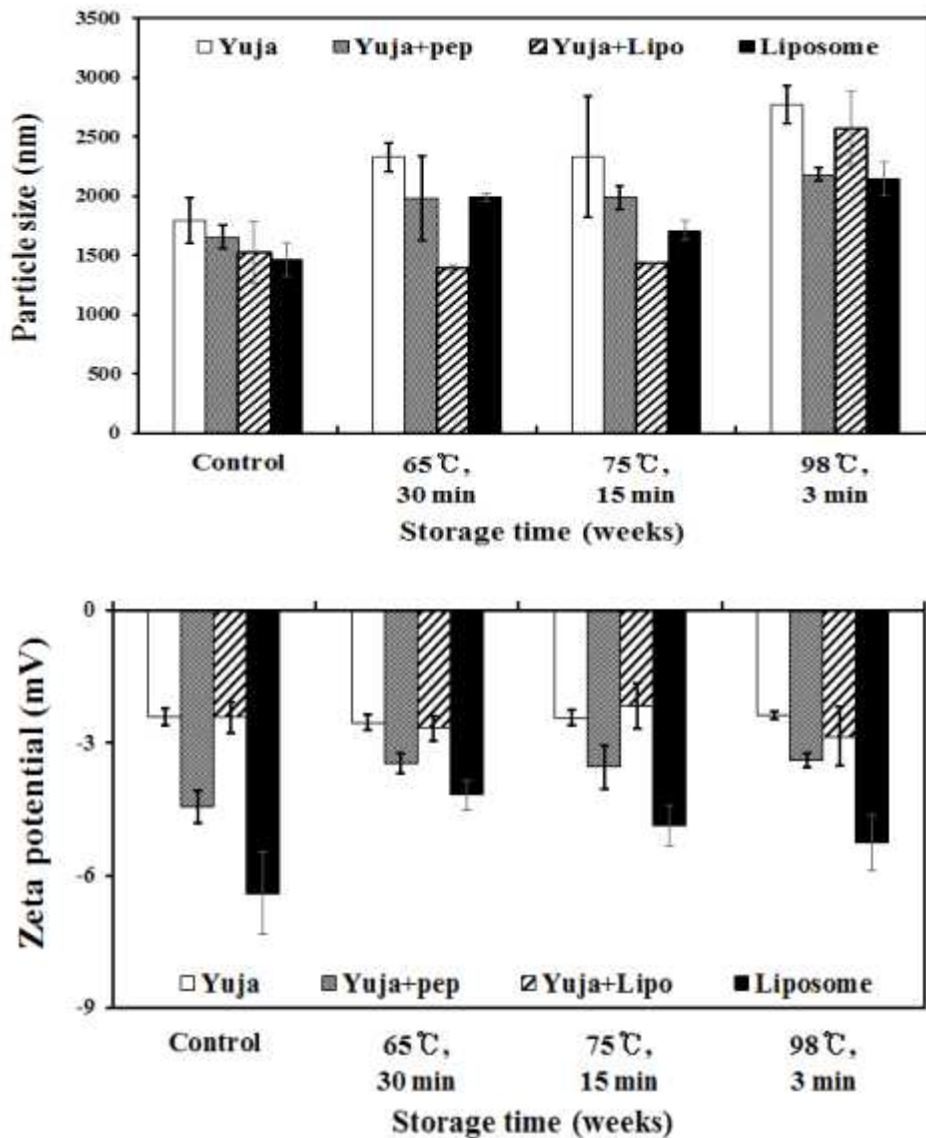 3500
3000
2500
2000
1500
1000
500
0
Particle size (nm)
Yuja Yuja+pep Yuja+Lipo Liposome
Control 65℃, 75℃, 98℃,
30 min 15 min 3 min
Storage time (weeks)
0
-3
-6
-9
Zeta potential (mV)
Yuja Yuja+pep Yuja+Lipo Liposome
Control 65℃, 75℃, 98℃,
30 min 15 min 3 min
Storage time (weeks)